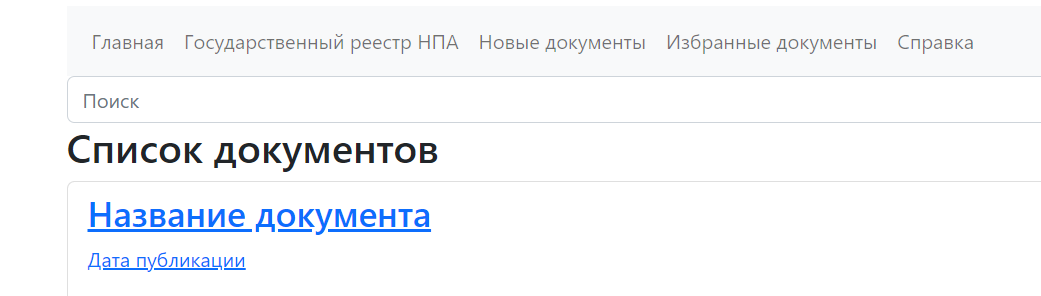 Главная Государственный реестр НПА Новые документы Избранные документы Справка
Поиск
Список документов
Название документа
Дата публикации